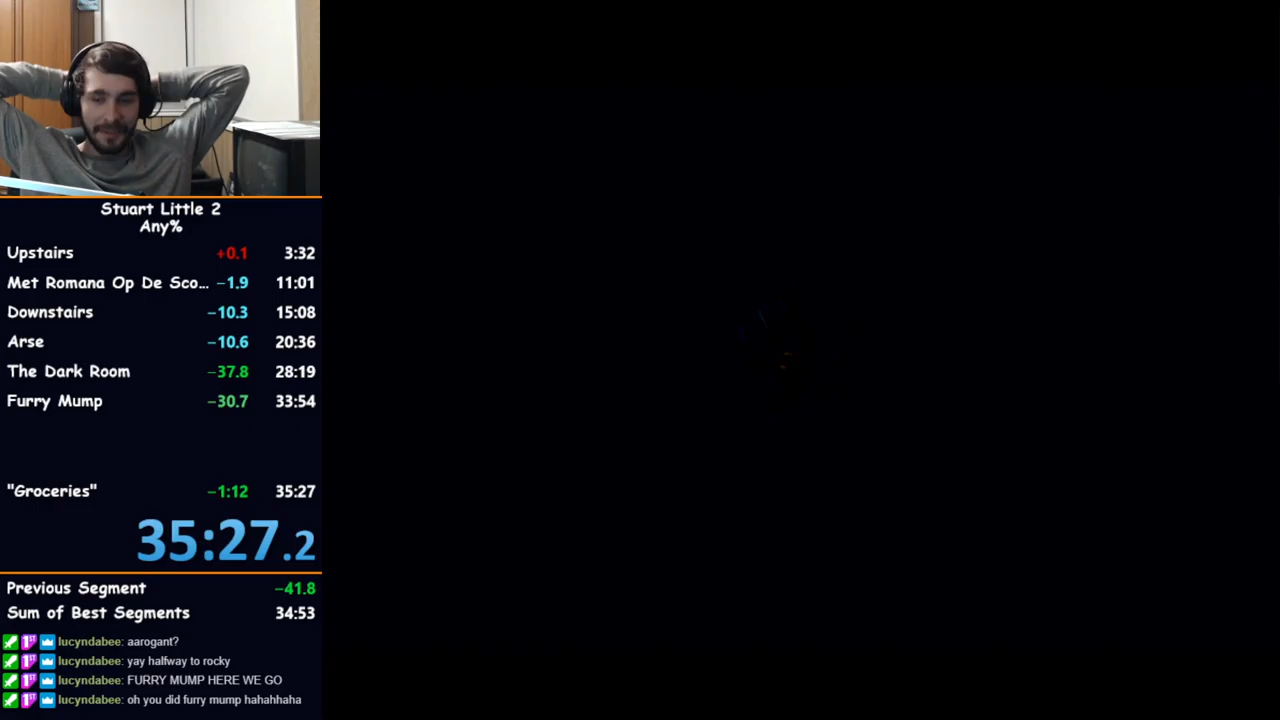 Stuart Little 2
Any%
Upstairs +0.1 3:32
Met Romana Op De Sco... −1.9 11:01
Downstairs −10.3 15:08
Arse −10.6 20:36
The Dark Room −37.8 28:19
Furry Mump −30.7 33:54
"Groceries" −1:12 35:27
35:27.2
Previous Segment −41.8
Sum of Best Segments 34:53
1ST lucyndabee: aarogant?
1ST lucyndabee: yay halfway to rocky
1ST lucyndabee: FURRY MUMP HERE WE GO
1ST lucyndabee: oh you did furry mump hahahhaha